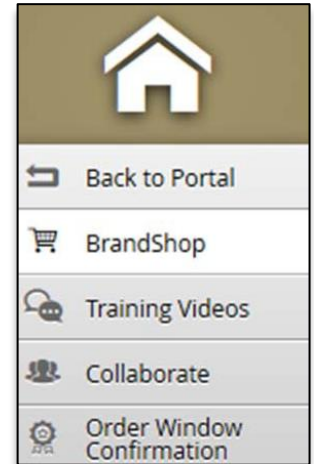 Back to Portal
BrandShop
Training Videos
Collaborate
Order Window
Confirmation